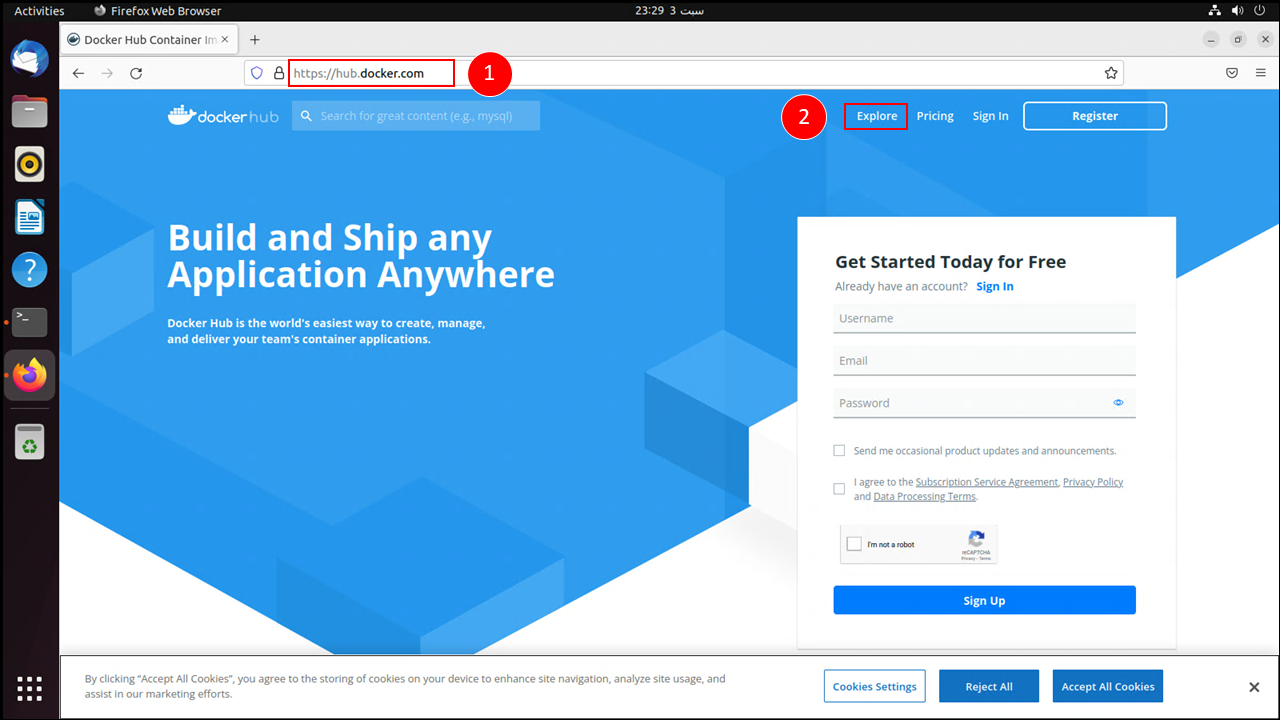 Activities
Firefox Web Browser
23:29 3 سبت
Docker Hub Container Im
https://hub.docker.com
1
docker hub
Search for great content (e.g., mysql)
2
Explore
Pricing
Sign In
Register
Build and Ship any
Application Anywhere
Docker Hub is the world's easiest way to create, manage,
and deliver your team's container applications.
Get Started Today for Free
Already have an account? Sign In
Username
Email
Password
Send me occasional product updates and announcements.
I agree to the Subscription Service Agreement, Privacy Policy
and Data Processing Terms.
I'm not a robot
reCAPTCHA
Privacy - Terms
Sign Up
By clicking “Accept All Cookies”, you agree to the storing of cookies on your device to enhance site navigation, analyze site usage, and
assist in our marketing efforts.
Cookies Settings
Reject All
Accept All Cookies